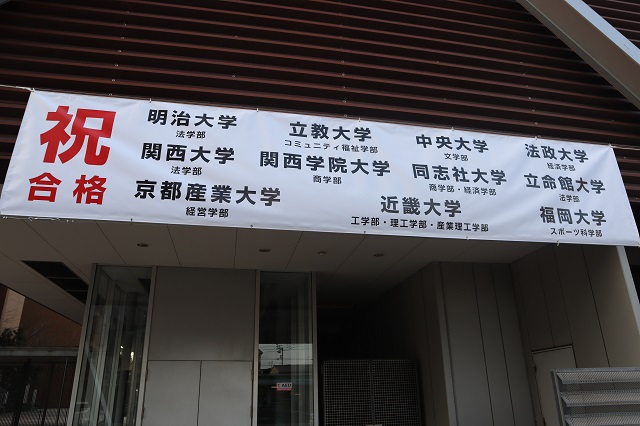 祝
合格
明治大学
法学部
立教大学
コミュニティ福祉学部
中央大学
文学部
法政大学
経済学部
関西大学
法学部
関西学院大学
商学部
同志社大学
商学部・経済学部
立命館大学
法学部
京都産業大学
経営学部
近畿大学
工学部・理工学部・産業理工学部
福岡大学
スポーツ科学部